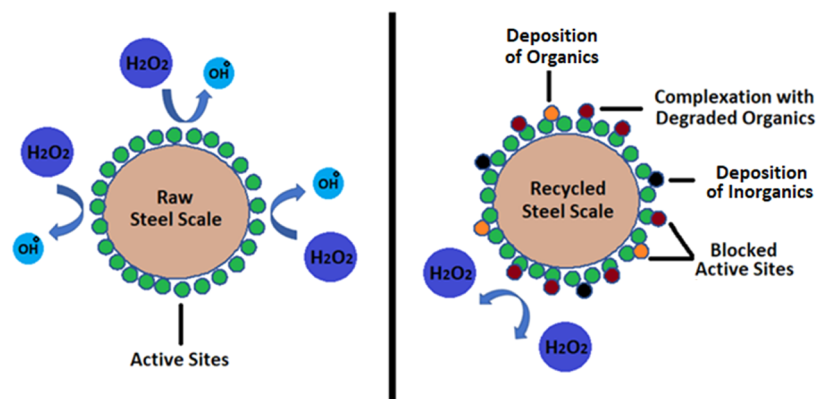 H2O2
OH°
H2O2
OH°
Raw
Steel Scale
OH°
H2O2
Active Sites
Deposition
of Organics
Complexation with
Degraded Organics
Recycled
Steel Scale
Deposition
of Inorganics
Blocked
Active Sites
H2O2
H2O2